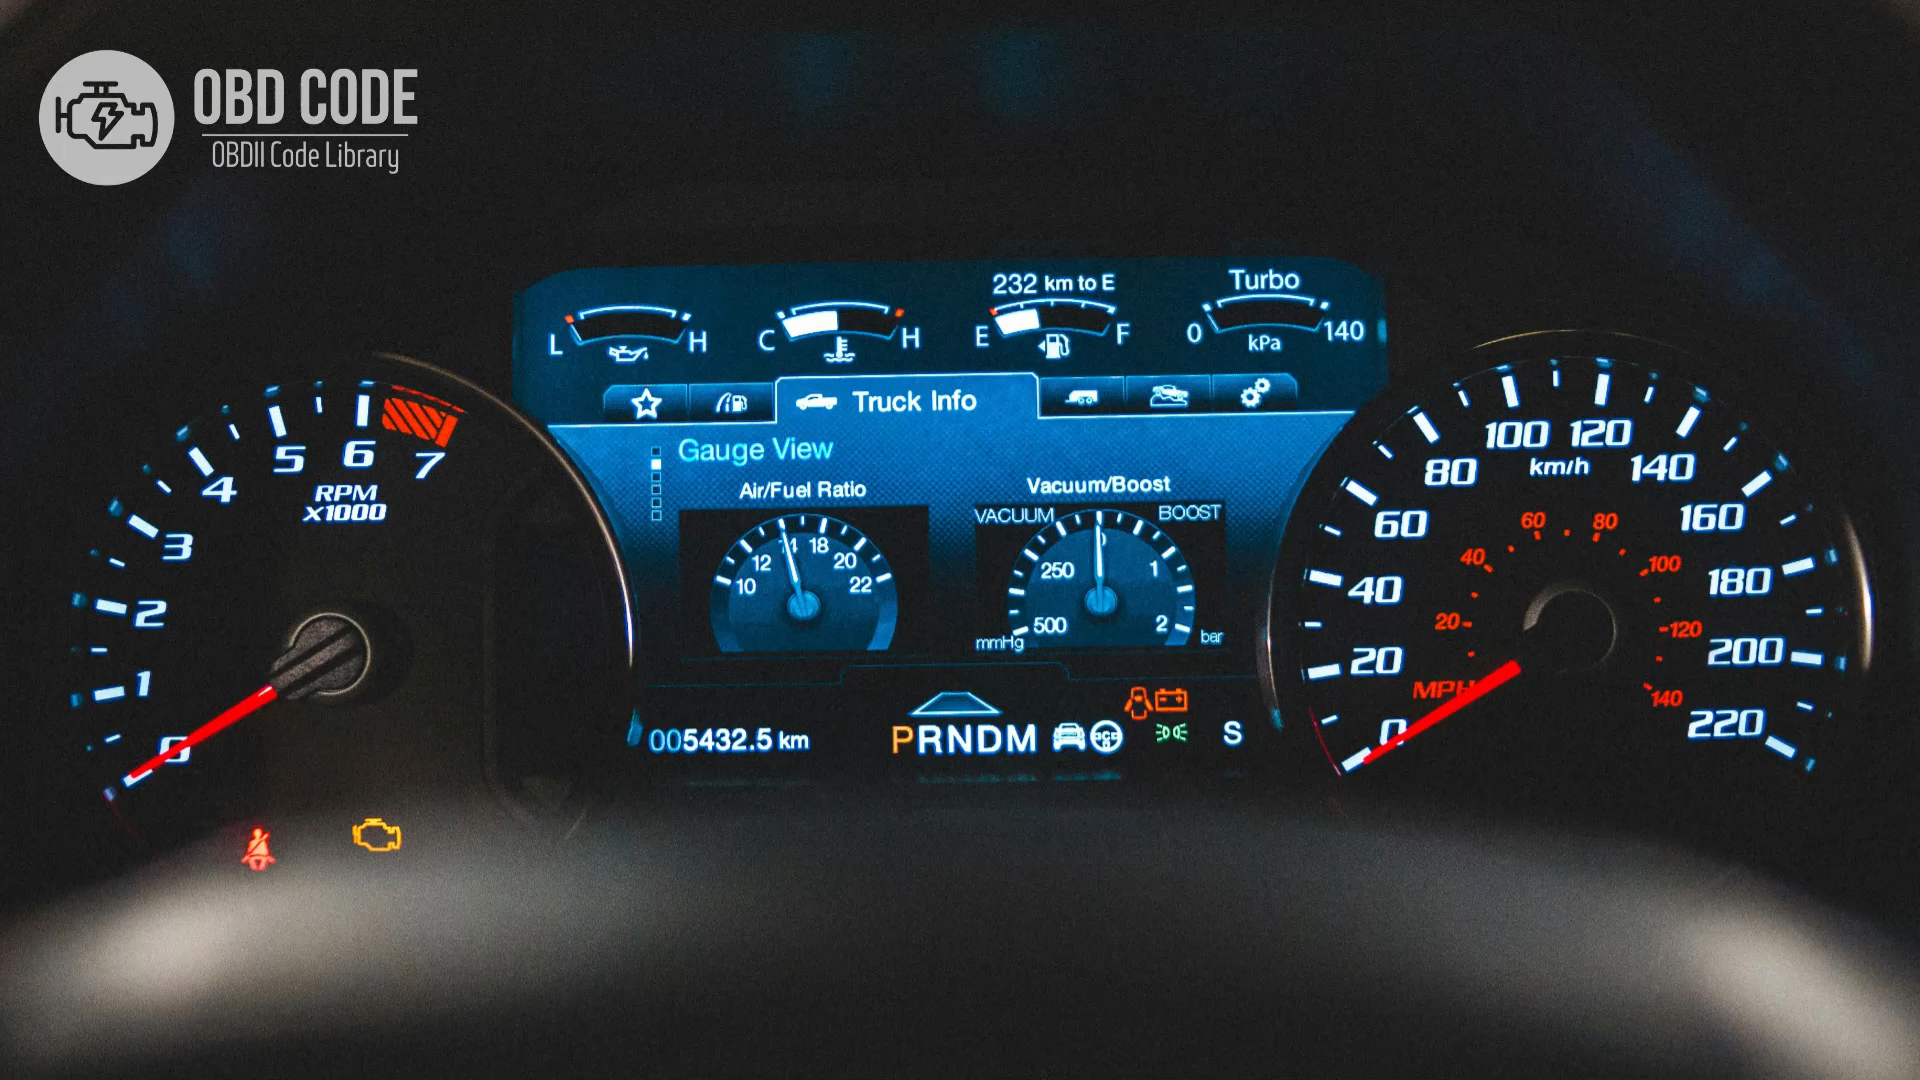 OBD CODE
OBDII Code Library
232 km to E
Turbo
L H
C H
E F
0 140
kPa
Truck Info
Gauge View
Air/Fuel Ratio
Vacuum/Boost
VACUUM BOOST
10 12 14 18 20 22
500 250 0 1 2
mmHg bar
0 1 2 3 4 5 6 7
RPM
X1000
0 20 40 60 80 100 120 140 160 180 200 220
km/h
20 40 60 80 100 120 140
MPH
005432.5 km
PRNDM
S